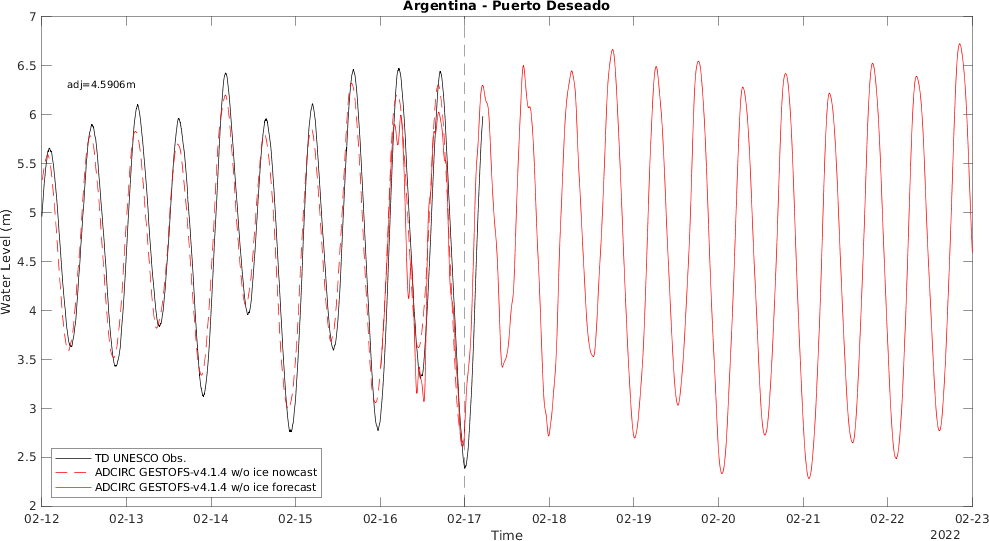 Argentina - Puerto Deseado
7
6.5
adj=4.5906m
6
5.5
5
4.5
4
3.5
3
2.5
2
Water Level (m)
TD UNESCO Obs.
ADCIRC GESTOFS-v4.1.4 w/o ice nowcast
ADCIRC GESTOFS-v4.1.4 w/o ice forecast
02-12 02-13 02-14 02-15 02-16 02-17 02-18 02-19 02-20 02-21 02-22 02-23
Time
2022